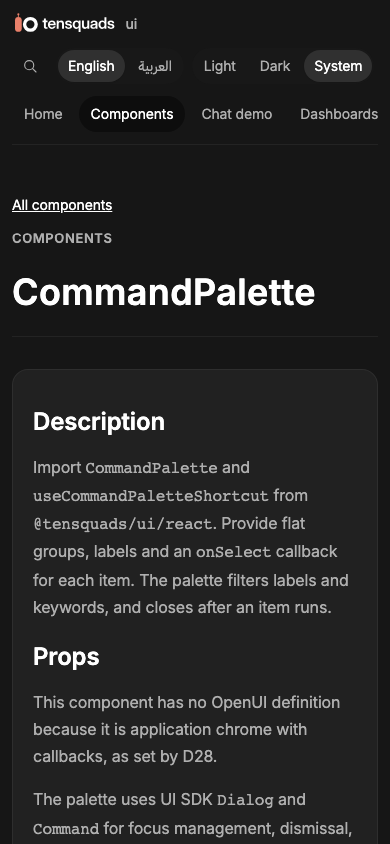 tensquads ui
English العربية Light Dark System
Home Components Chat demo Dashboards
All components
COMPONENTS
CommandPalette
Description
Import CommandPalette and
useCommandPaletteShortcut from
@tensquads/ui/react. Provide flat
groups, labels and an onSelect callback
for each item. The palette filters labels and
keywords, and closes after an item runs.
Props
This component has no OpenUI definition
because it is application chrome with
callbacks, as set by D28.
The palette uses UI SDK Dialog and
Command for focus management, dismissal,